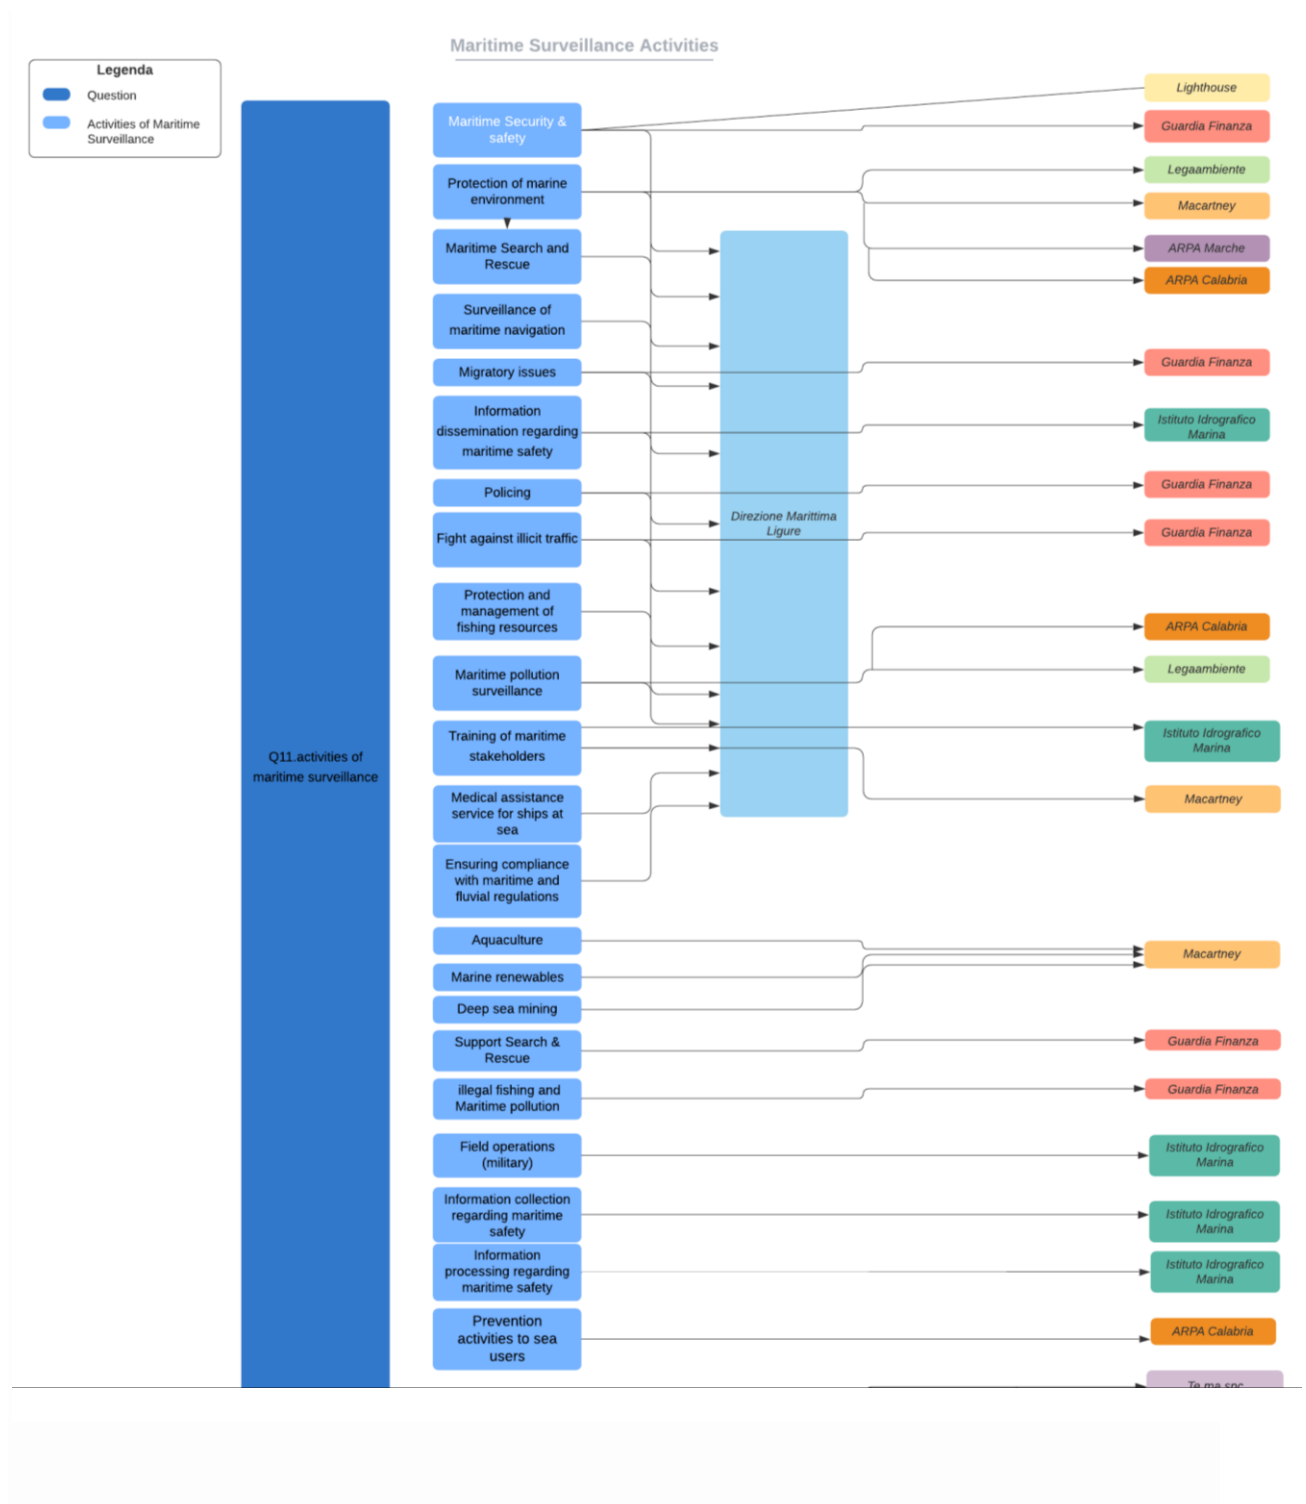 Maritime Surveillance Activities
Legenda
Question
Activities of Maritime
Surveillance
Q11.activities of
maritime surveillance
Maritime Security &
safety
Protection of marine
environment
Maritime Search and
Rescue
Surveillance of
maritime navigation
Migratory issues
Information
dissemination regarding
maritime safety
Policing
Fight against illicit traffic
Protection and
management of
fishing resources
Maritime pollution
surveillance
Training of maritime
stakeholders
Medical assistance
service for ships at
sea
Ensuring compliance
with maritime and
fluvial regulations
Aquaculture
Marine renewables
Deep sea mining
Support Search &
Rescue
illegal fishing and
Maritime pollution
Field operations
(military)
Information collection
regarding maritime
safety
Information
processing regarding
maritime safety
Prevention
activities to sea
users
Direzione Marittima
Ligure
Lighthouse
Guardia Finanza
Legaambiente
Macartney
ARPA Marche
ARPA Calabria
Guardia Finanza
Istituto Idrografico
Marina
Guardia Finanza
Guardia Finanza
ARPA Calabria
Legaambiente
Istituto Idrografico
Marina
Macartney
Macartney
Guardia Finanza
Guardia Finanza
Istituto Idrografico
Marina
Istituto Idrografico
Marina
Istituto Idrografico
Marina
ARPA Calabria
Te.ma snc